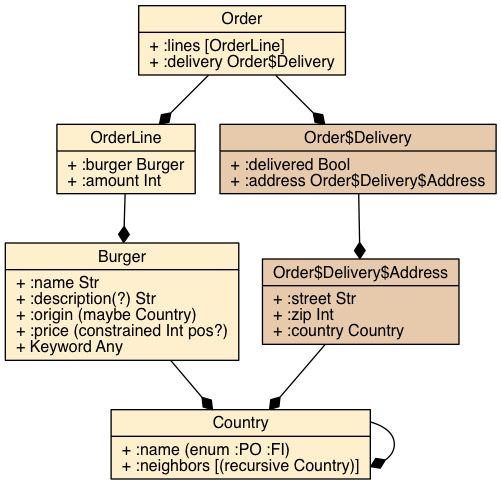 Order
+ :lines [OrderLine]
+ :delivery Order$Delivery
OrderLine
+ :burger Burger
+ :amount Int
Order$Delivery
+ :delivered Bool
+ :address Order$Delivery$Address
Burger
+ :name Str
+ :description(?) Str
+ :origin (maybe Country)
+ :price (constrained Int pos?)
+ Keyword Any
Order$Delivery$Address
+ :street Str
+ :zip Int
+ :country Country
Country
+ :name (enum :PO :FI)
+ :neighbors [(recursive Country)]